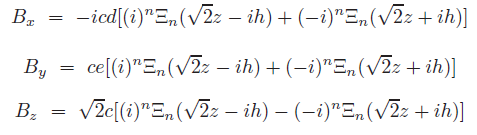 B_x = −icd[(i)^n Ξ_n(√2z − ih) + (−i)^n Ξ_n(√2z + ih)]
B_y = ce[(i)^n Ξ_n(√2z − ih) + (−i)^n Ξ_n(√2z + ih)]
B_z = √2c[(i)^n Ξ_n(√2z − ih) − (−i)^n Ξ_n(√2z + ih)]